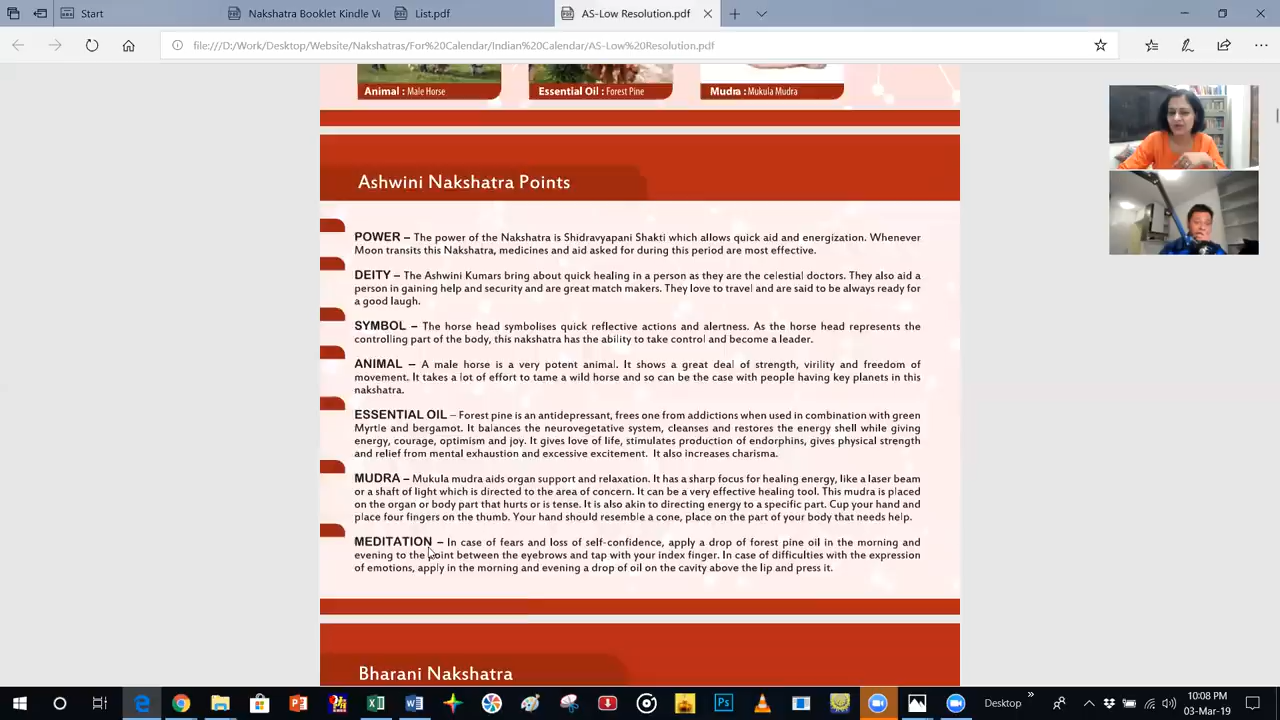 AS-Low Resolution.pdf
AS-Low Resolution.pdf
file:///D:/Work/Desktop/Website/Nakshatras/For%20Calendar/Indian%20Calendar/AS-Low%20Resolution.pdf
Animal : Male Horse
Essential Oil : Forest Pine
Mudra : Mukula Mudra
Ashwini Nakshatra Points
POWER – The power of the Nakshatra is Shidravyapani Shakti which allows quick aid and energization. Whenever
Moon transits this Nakshatra, medicines and aid asked for during this period are most effective.
DEITY – The Ashwini Kumars bring about quick healing in a person as they are the celestial doctors. They also aid a
person in gaining help and security and are great match makers. They love to travel and are said to be always ready for
a good laugh.
SYMBOL – The horse head symbolises quick reflective actions and alertness. As the horse head represents the
controlling part of the body, this nakshatra has the ability to take control and become a leader.
ANIMAL – A male horse is a very potent animal. It shows a great deal of strength, virility and freedom of
movement. It takes a lot of effort to tame a wild horse and so can be the case with people having key planets in this
nakshatra.
ESSENTIAL OIL – Forest pine is an antidepressant, frees one from addictions when used in combination with green
Myrtle and bergamot. It balances the neurovegetative system, cleanses and restores the energy shell while giving
energy, courage, optimism and joy. It gives love of life, stimulates production of endorphins, gives physical strength
and relief from mental exhaustion and excessive excitement. It also increases charisma.
MUDRA – Mukula mudra aids organ support and relaxation. It has a sharp focus for healing energy, like a laser beam
or a shaft of light which is directed to the area of concern. It can be a very effective healing tool. This mudra is placed
on the organ or body part that hurts or is tense. It is also akin to directing energy to a specific part. Cup your hand and
place four fingers on the thumb. Your hand should resemble a cone, place on the part of your body that needs help.
MEDITATION – In case of fears and loss of self-confidence, apply a drop of forest pine oil in the morning and
evening to the point between the eyebrows and tap with your index finger. In case of difficulties with the expression
of emotions, apply in the morning and evening a drop of oil on the cavity above the lip and press it.
Bharani Nakshatra
Desktop
10:08 PM
03-Mar-19